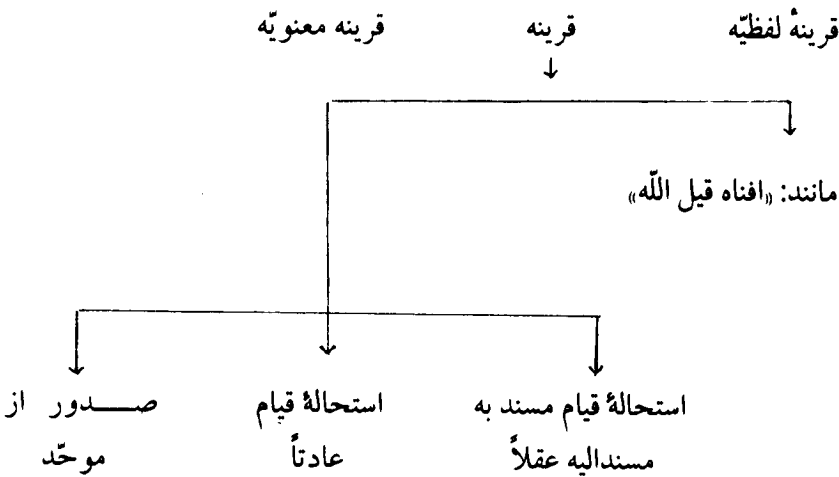 قرینهٔ لفظیّه قرینه قرینه معنویّه
مانند: «افناه قیل اللّه»
استحالهٔ قیام مسند به استحالهٔ قیام صـــدور از
مسندالیه عقلاً عادتاً موحّد